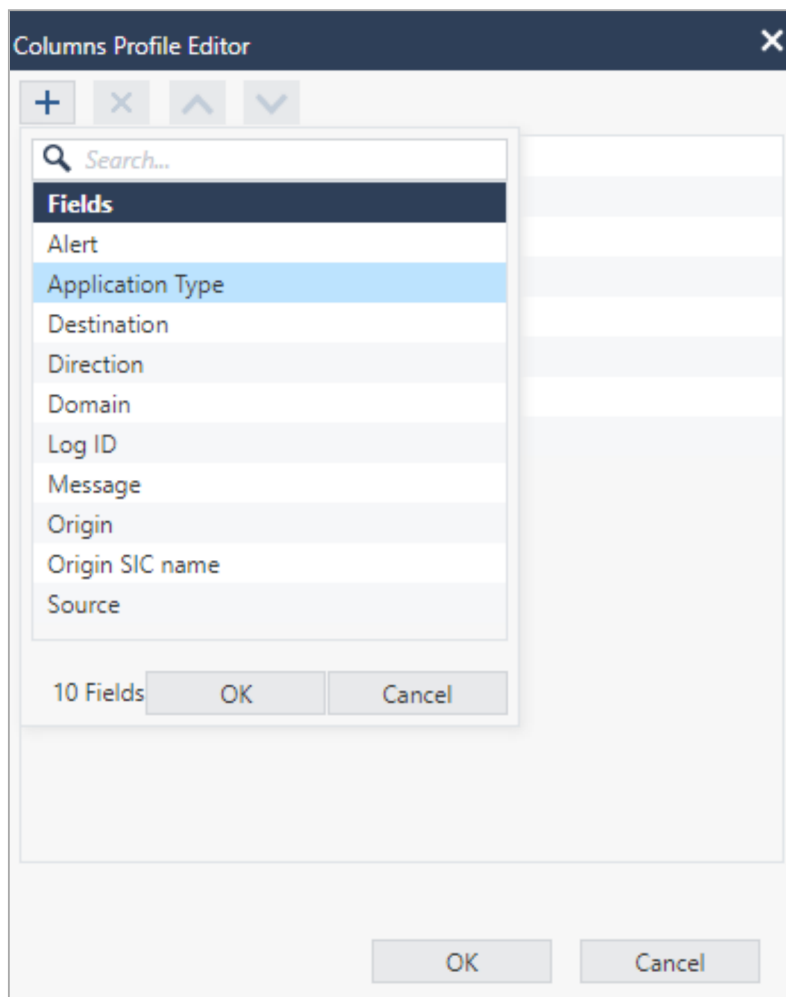 Columns Profile Editor
Search...
Fields
Alert
Application Type
Destination
Direction
Domain
Log ID
Message
Origin
Origin SIC name
Source
10 Fields OK Cancel
OK Cancel